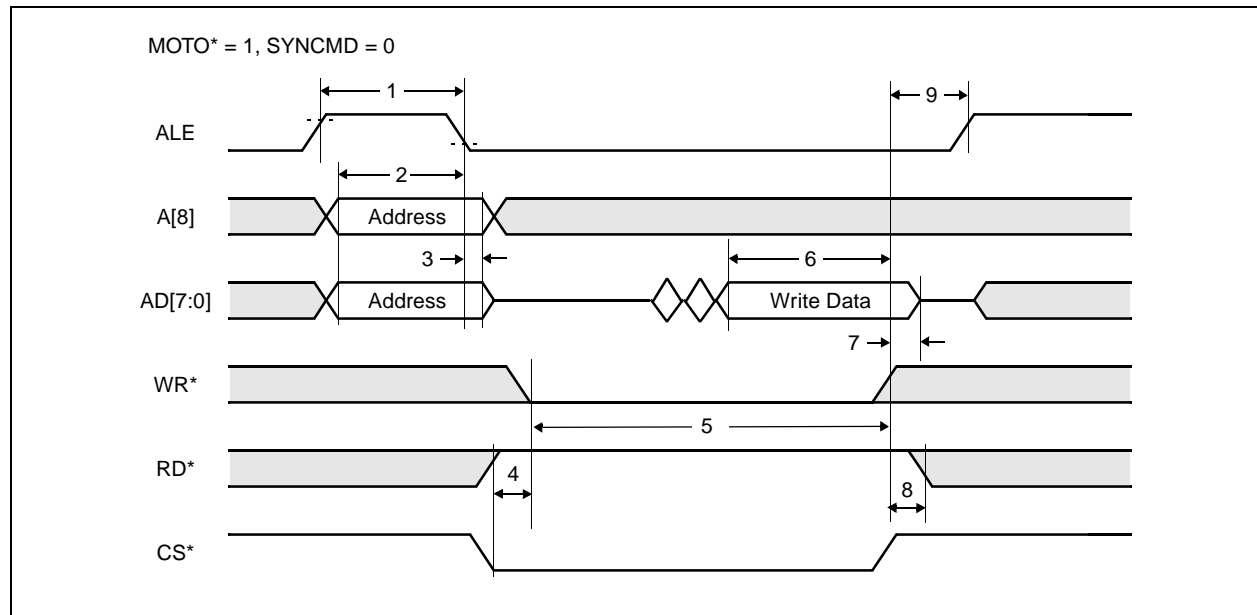 MOTO* = 1, SYNCMD = 0
1
9
ALE
2
A[8]
Address
3
6
AD[7:0]
Address
Write Data
7
WR*
5
RD*
4
8
CS*